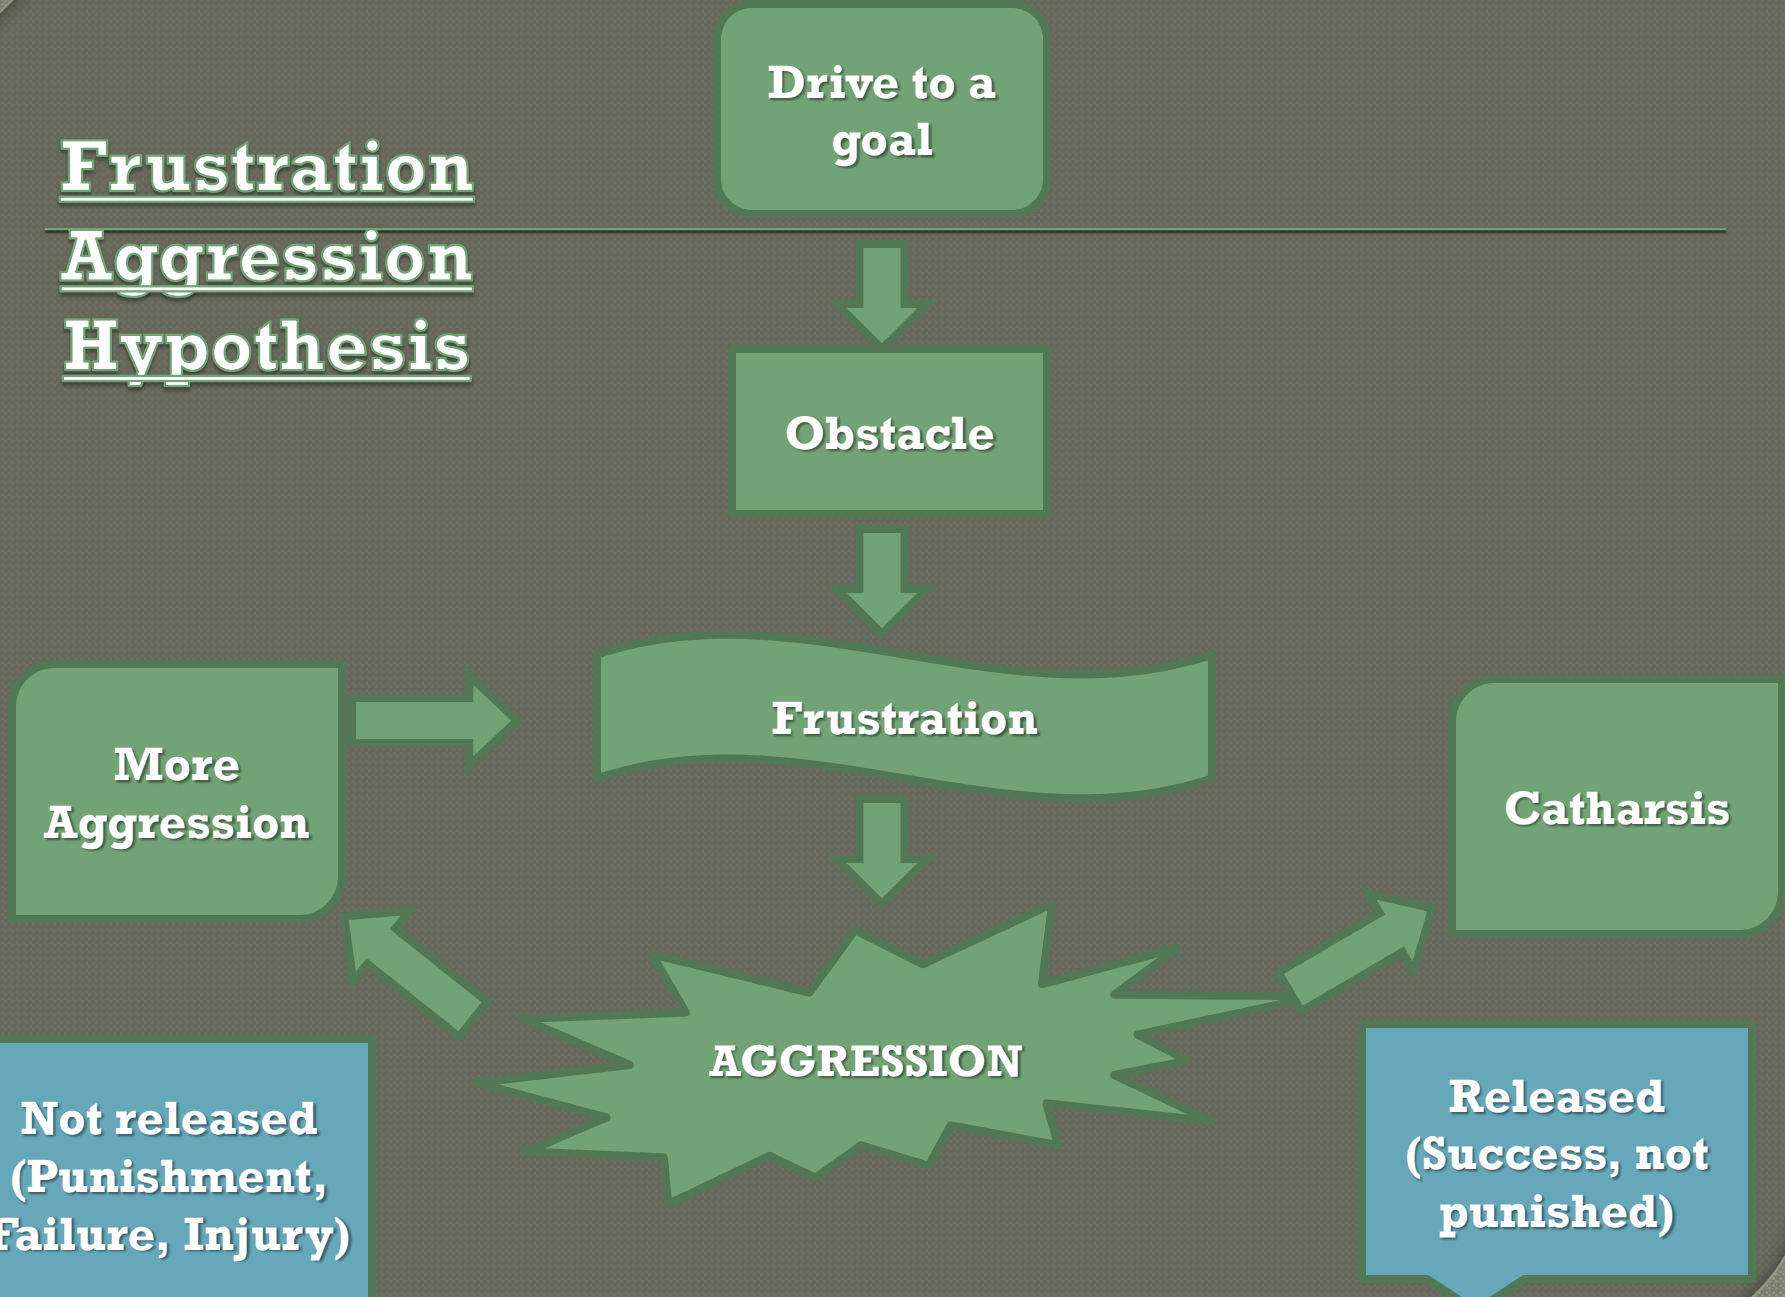 Drive to a
goal
Frustration
Aggression
Hypothesis
Obstacle
Frustration
More
Aggression
Catharsis
AGGRESSION
Not released
(Punishment,
Failure, Injury)
Released
(Success, not
punished)